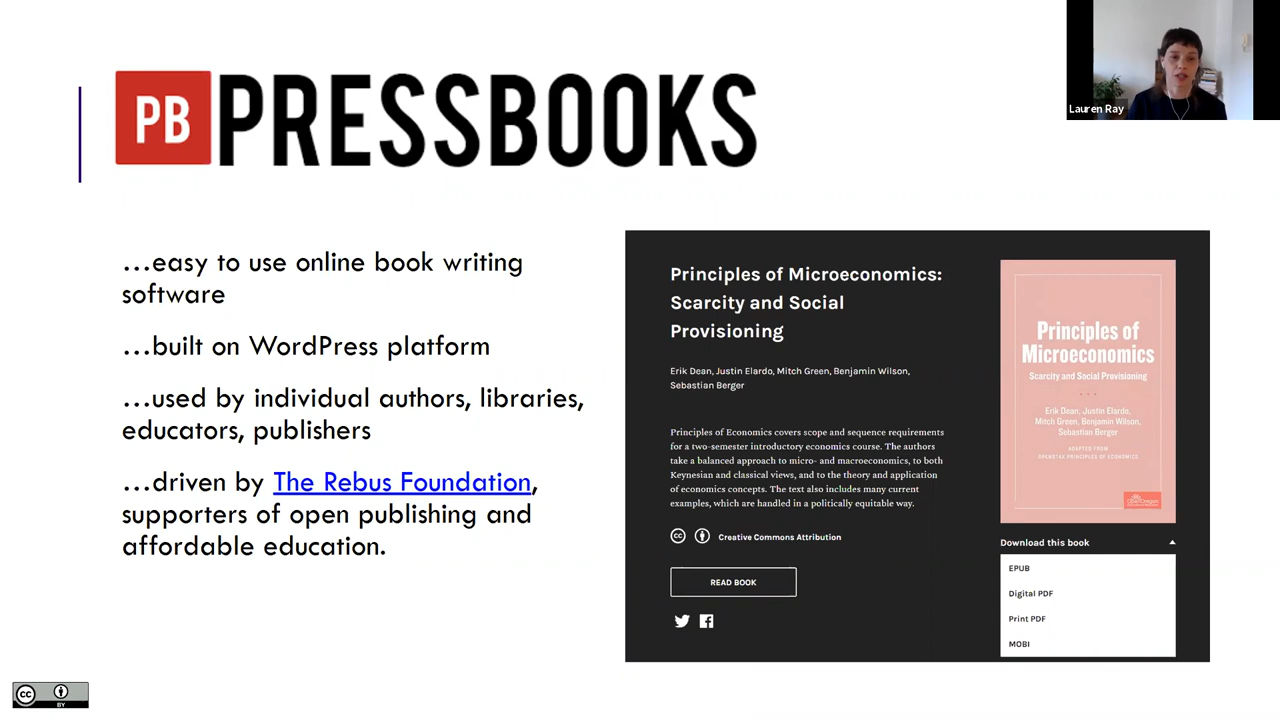 PB PRESSBOOKS
Lauren Ray
...easy to use online book writing
software
...built on WordPress platform
...used by individual authors, libraries,
educators, publishers
...driven by The Rebus Foundation,
supporters of open publishing and
affordable education.
Principles of Microeconomics:
Scarcity and Social
Provisioning
Erik Dean, Justin Elardo, Mitch Green, Benjamin Wilson,
Sebastian Berger
Principles of Economics covers scope and sequence requirements
for a two-semester introductory economics course. The authors
take a balanced approach to micro- and macroeconomics, to both
Keynesian and classical views, and to the theory and application
of economics concepts. The text also includes many current
examples, which are handled in a politically equitable way.
cc Creative Commons Attribution
READ BOOK
Principles of
Microeconomics
Scarcity and Social Provisioning
Erik Dean, Justin Elardo,
Mitch Green, Benjamin Wilson,
Sebastian Berger
ADAPTED FROM
OPENSTAX PRINCIPLES OF ECONOMICS
Download this book
EPUB
Digital PDF
Print PDF
MOBI
cc
BY